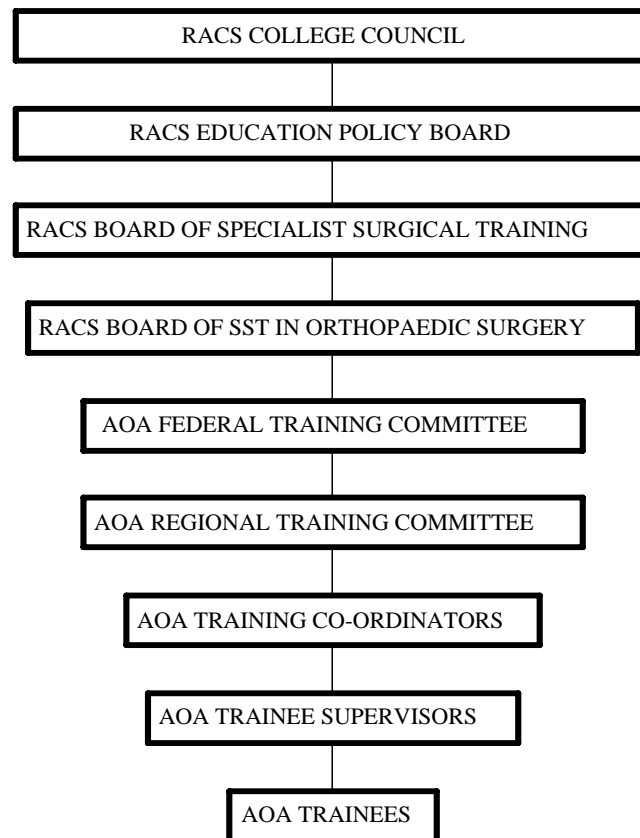 RACS COLLEGE COUNCIL
RACS EDUCATION POLICY BOARD
RACS BOARD OF SPECIALIST SURGICAL TRAINING
RACS BOARD OF SST IN ORTHOPAEDIC SURGERY
AOA FEDERAL TRAINING COMMITTEE
AOA REGIONAL TRAINING COMMITTEE
AOA TRAINING CO-ORDINATORS
AOA TRAINEE SUPERVISORS
AOA TRAINEES